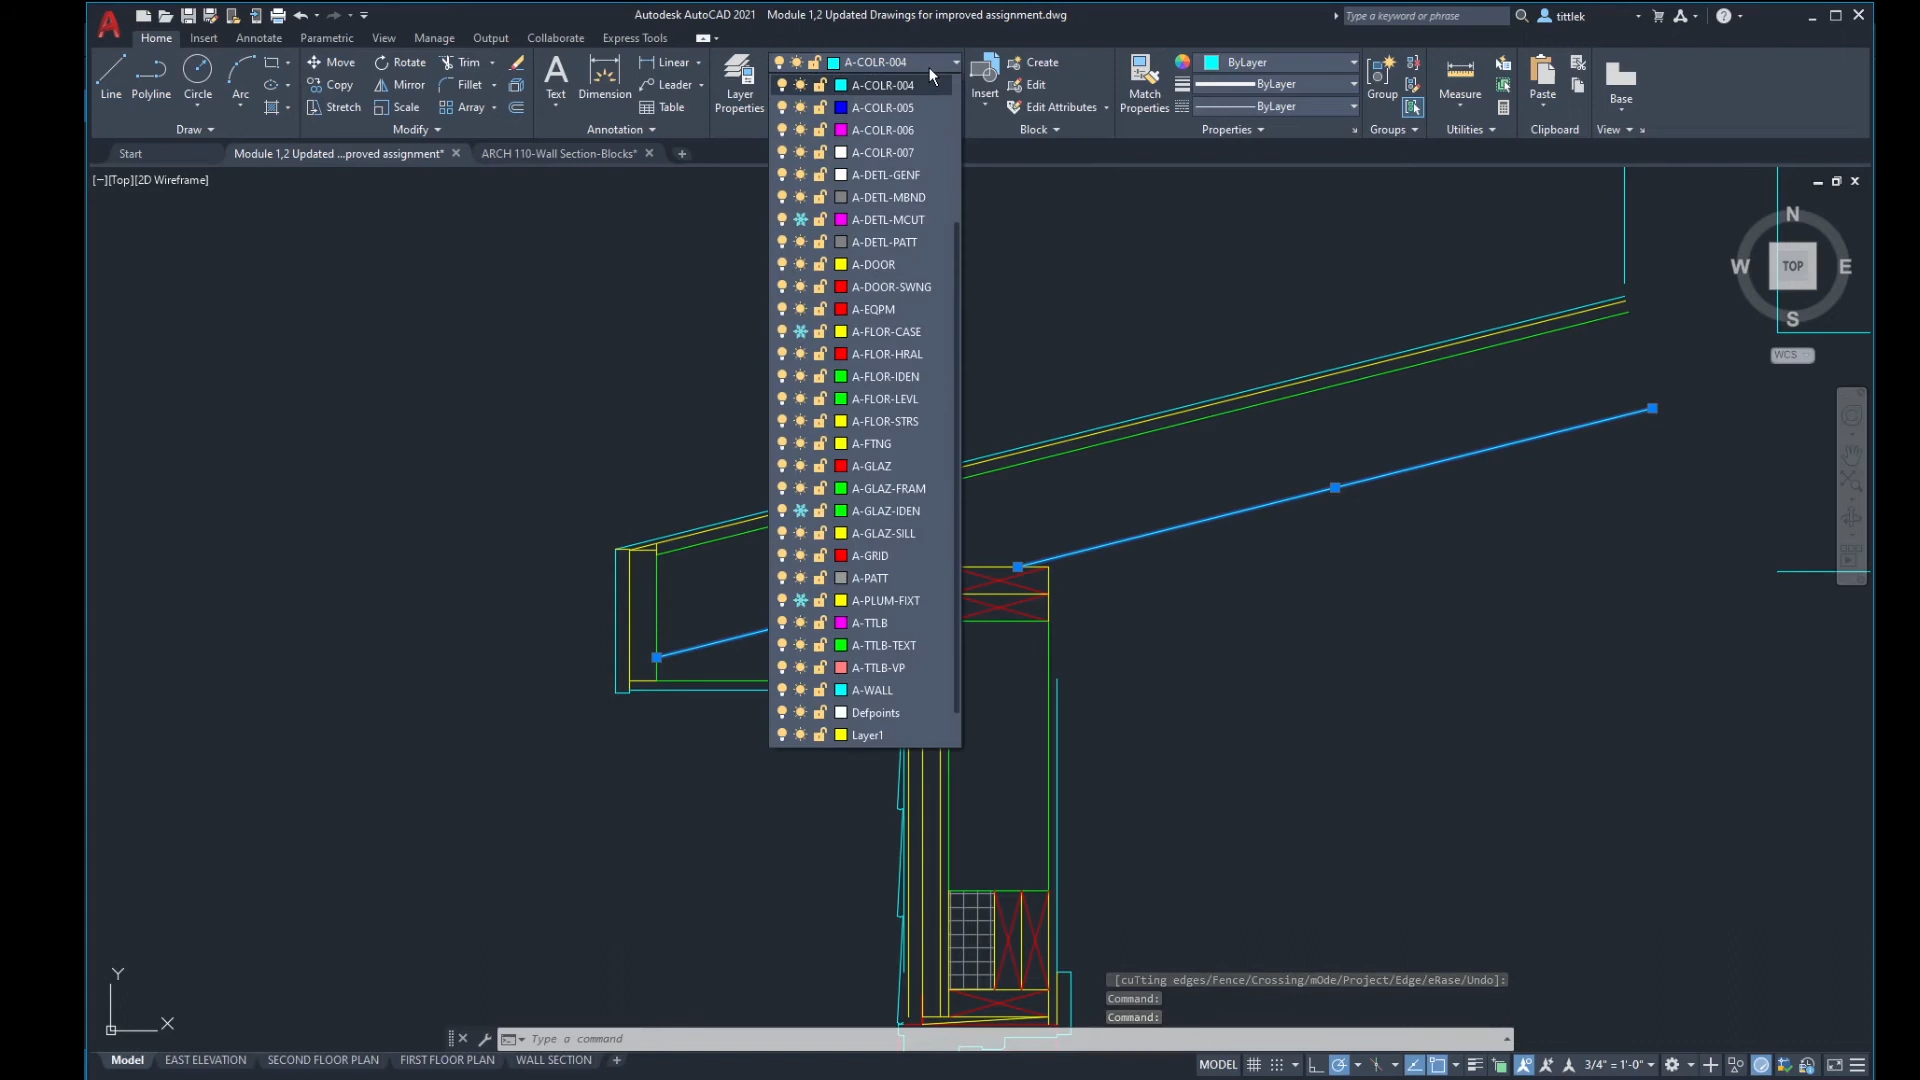 Autodesk AutoCAD 2021 Module 1,2 Updated Drawings for improved assignment.dwg
Type a keyword or phrase
tittlek
Home Insert Annotate Parametric View Manage Output Collaborate Express Tools
Line
Polyline
Circle
Arc
Move
Rotate
Trim
Copy
Mirror
Fillet
Stretch
Scale
Array
Text
Dimension
Linear
Leader
Table
Layer
Properties
A-COLR-004
Insert
Create
Edit
Edit Attributes
Match
Properties
ByLayer
ByLayer
ByLayer
Group
Measure
Paste
Base
Draw
Modify
Annotation
Block
Properties
Groups
Utilities
Clipboard
View
Start
Module 1,2 Updated ...proved assignment*
ARCH 110-Wall Section-Blocks*
[−][Top][2D Wireframe]
A-COLR-004
A-COLR-005
A-COLR-006
A-COLR-007
A-DETL-GENF
A-DETL-MBND
A-DETL-MCUT
A-DETL-PATT
A-DOOR
A-DOOR-SWNG
A-EQPM
A-FLOR-CASE
A-FLOR-HRAL
A-FLOR-IDEN
A-FLOR-LEVL
A-FLOR-STRS
A-FTNG
A-GLAZ
A-GLAZ-FRAM
A-GLAZ-IDEN
A-GLAZ-SILL
A-GRID
A-PATT
A-PLUM-FIXT
A-TTLB
A-TTLB-TEXT
A-TTLB-VP
A-WALL
Defpoints
Layer1
N
W TOP E
S
WCS
Y
X
[cuTting edges/Fence/Crossing/mOde/Project/Edge/eRase/Undo]:
Command:
Command:
Type a command
Model EAST ELEVATION SECOND FLOOR PLAN FIRST FLOOR PLAN WALL SECTION
MODEL
3/4" = 1'-0"